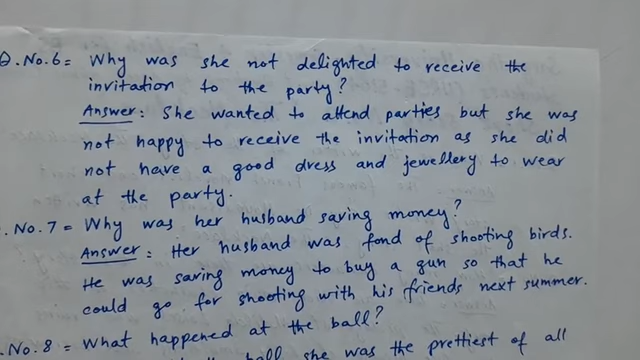 Q.No.6 = Why was she not delighted to receive the
invitation to the party?
Answer: She wanted to attend parties but she was
not happy to receive the invitation as she did
not have a good dress and jewellery to wear
at the party.
.No.7 = Why was her husband saving money?
Answer: Her husband was fond of shooting birds.
He was saving money to buy a gun so that he
could go for shooting with his friends next summer.
.No.8 = What happened at the ball?
ball she was the prettiest of all